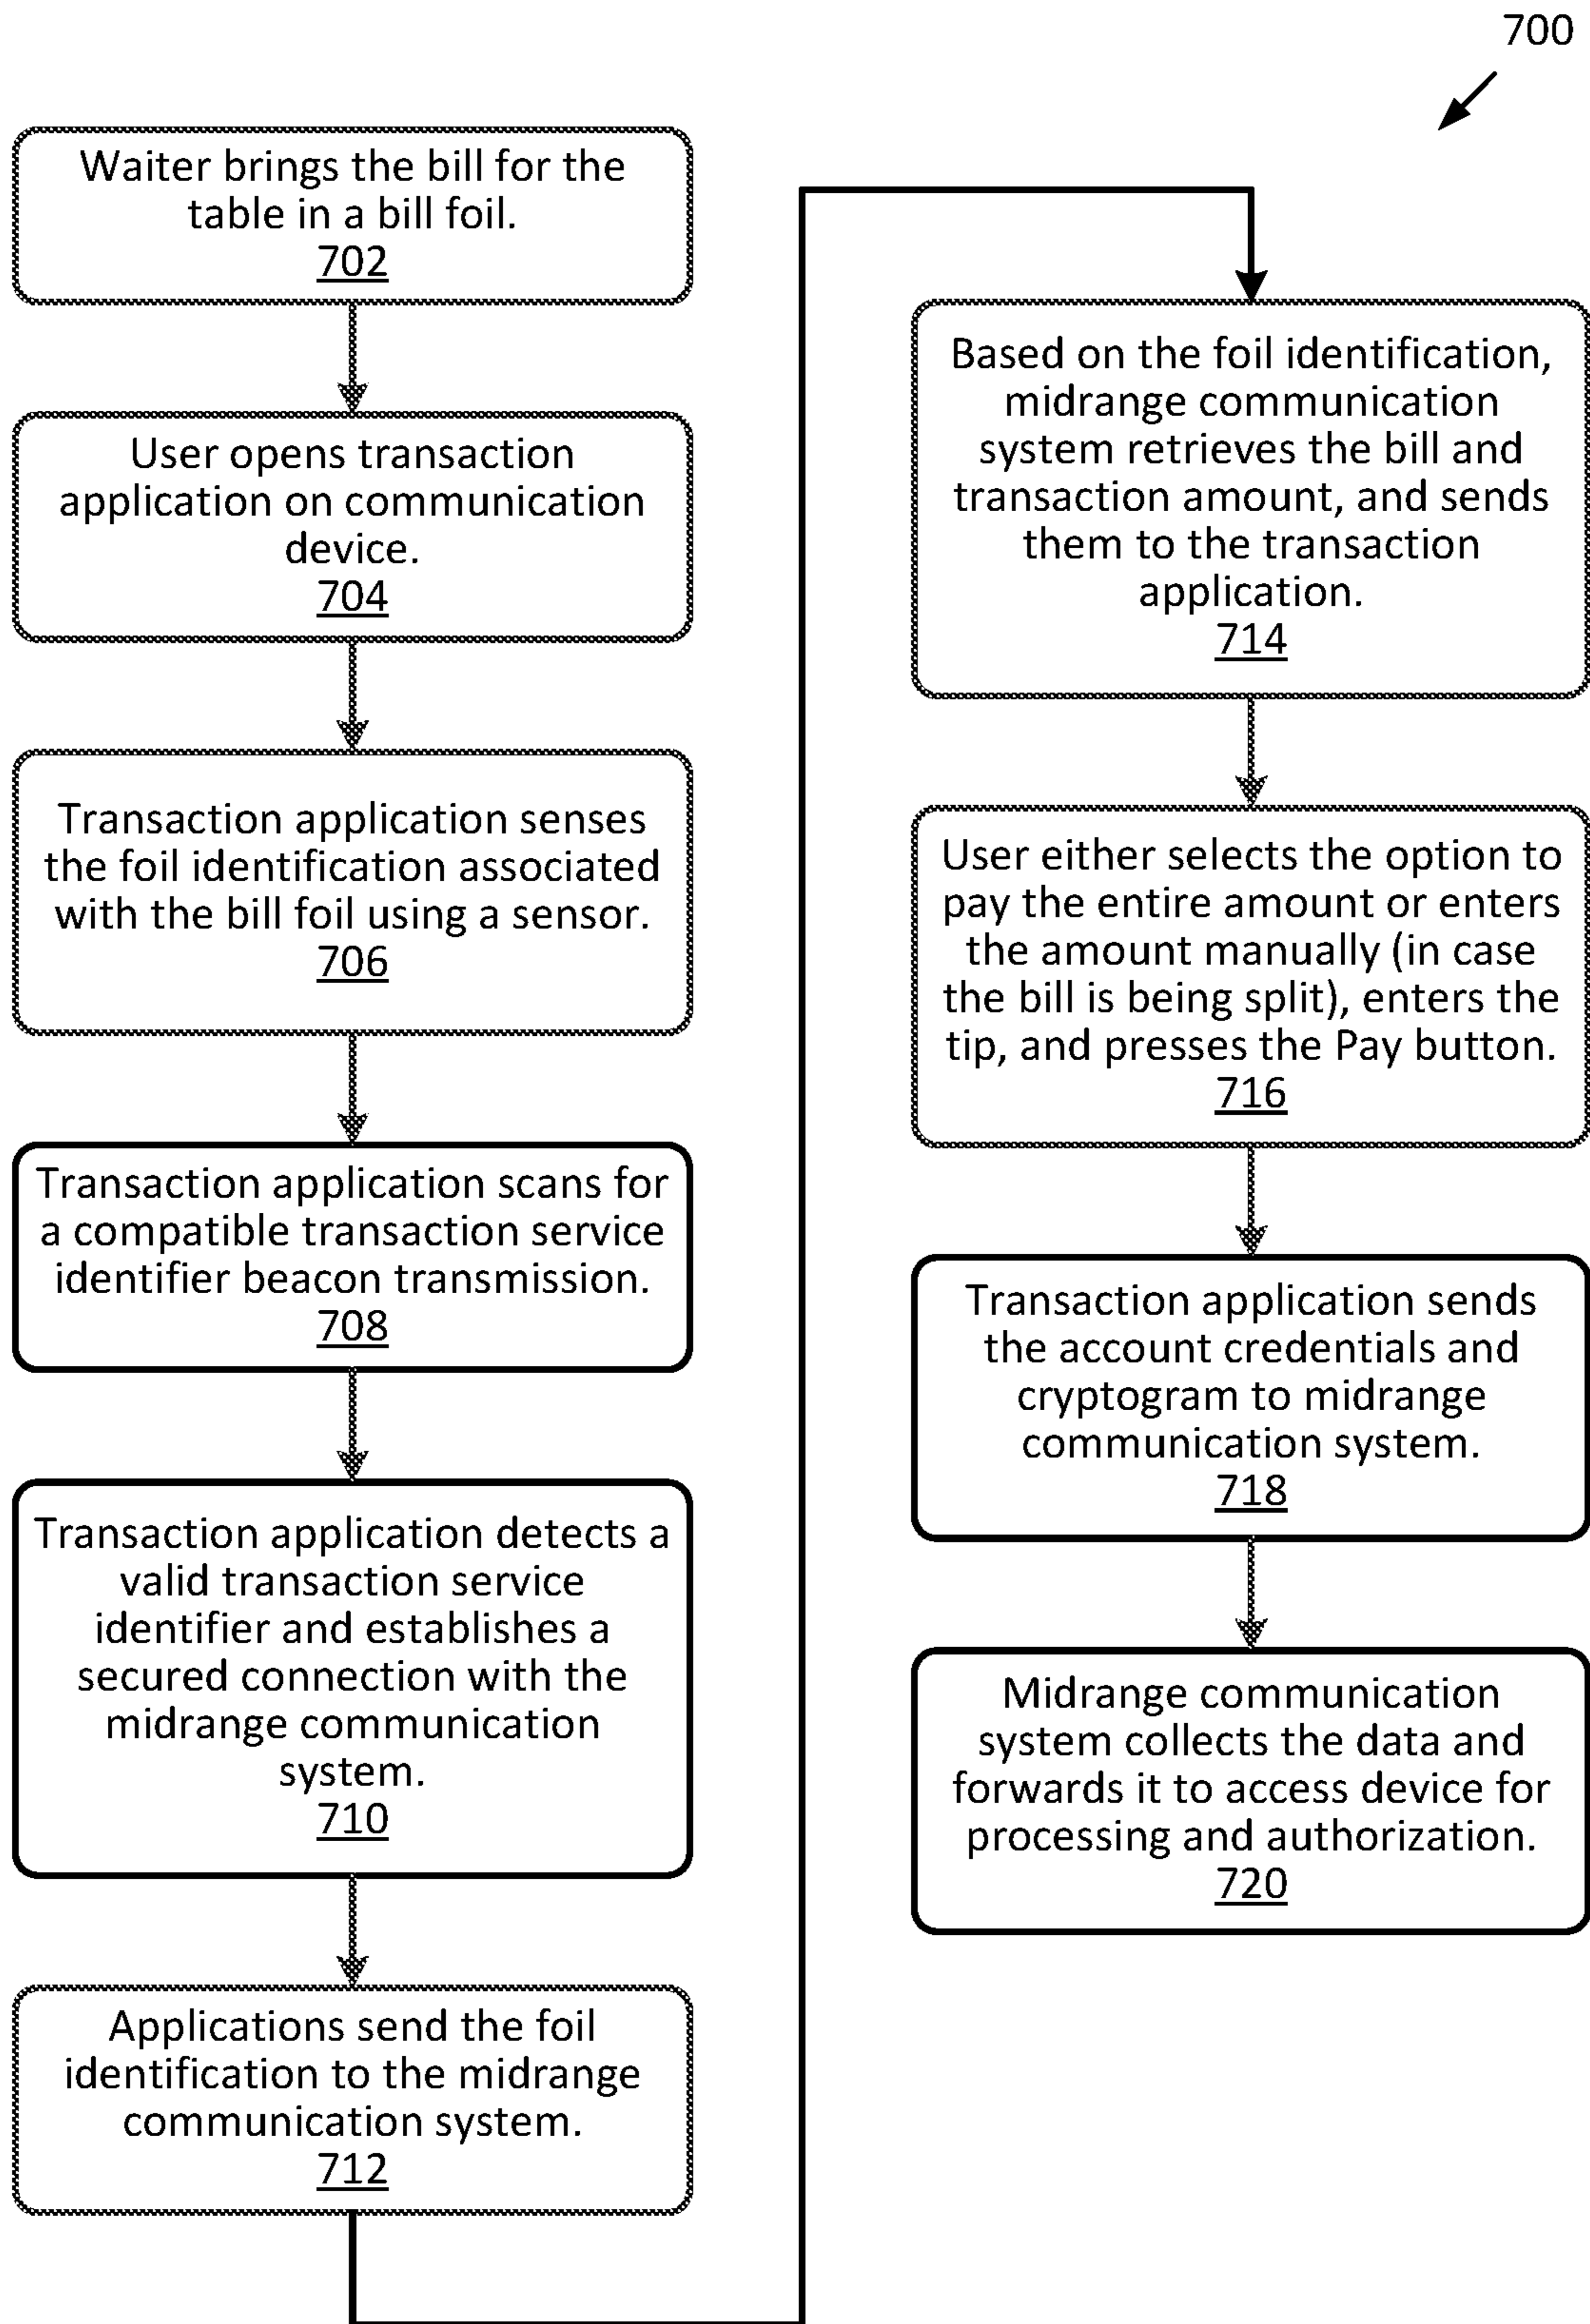 700
Waiter brings the bill for the
table in a bill foil.
702
User opens transaction
application on communication
device.
704
Transaction application senses
the foil identification associated
with the bill foil using a sensor.
706
Transaction application scans for
a compatible transaction service
identifier beacon transmission.
708
Transaction application detects a
valid transaction service
identifier and establishes a
secured connection with the
midrange communication
system.
710
Applications send the foil
identification to the midrange
communication system.
712
Based on the foil identification,
midrange communication
system retrieves the bill and
transaction amount, and sends
them to the transaction
application.
714
User either selects the option to
pay the entire amount or enters
the amount manually (in case
the bill is being split), enters the
tip, and presses the Pay button.
716
Transaction application sends
the account credentials and
cryptogram to midrange
communication system.
718
Midrange communication
system collects the data and
forwards it to access device for
processing and authorization.
720